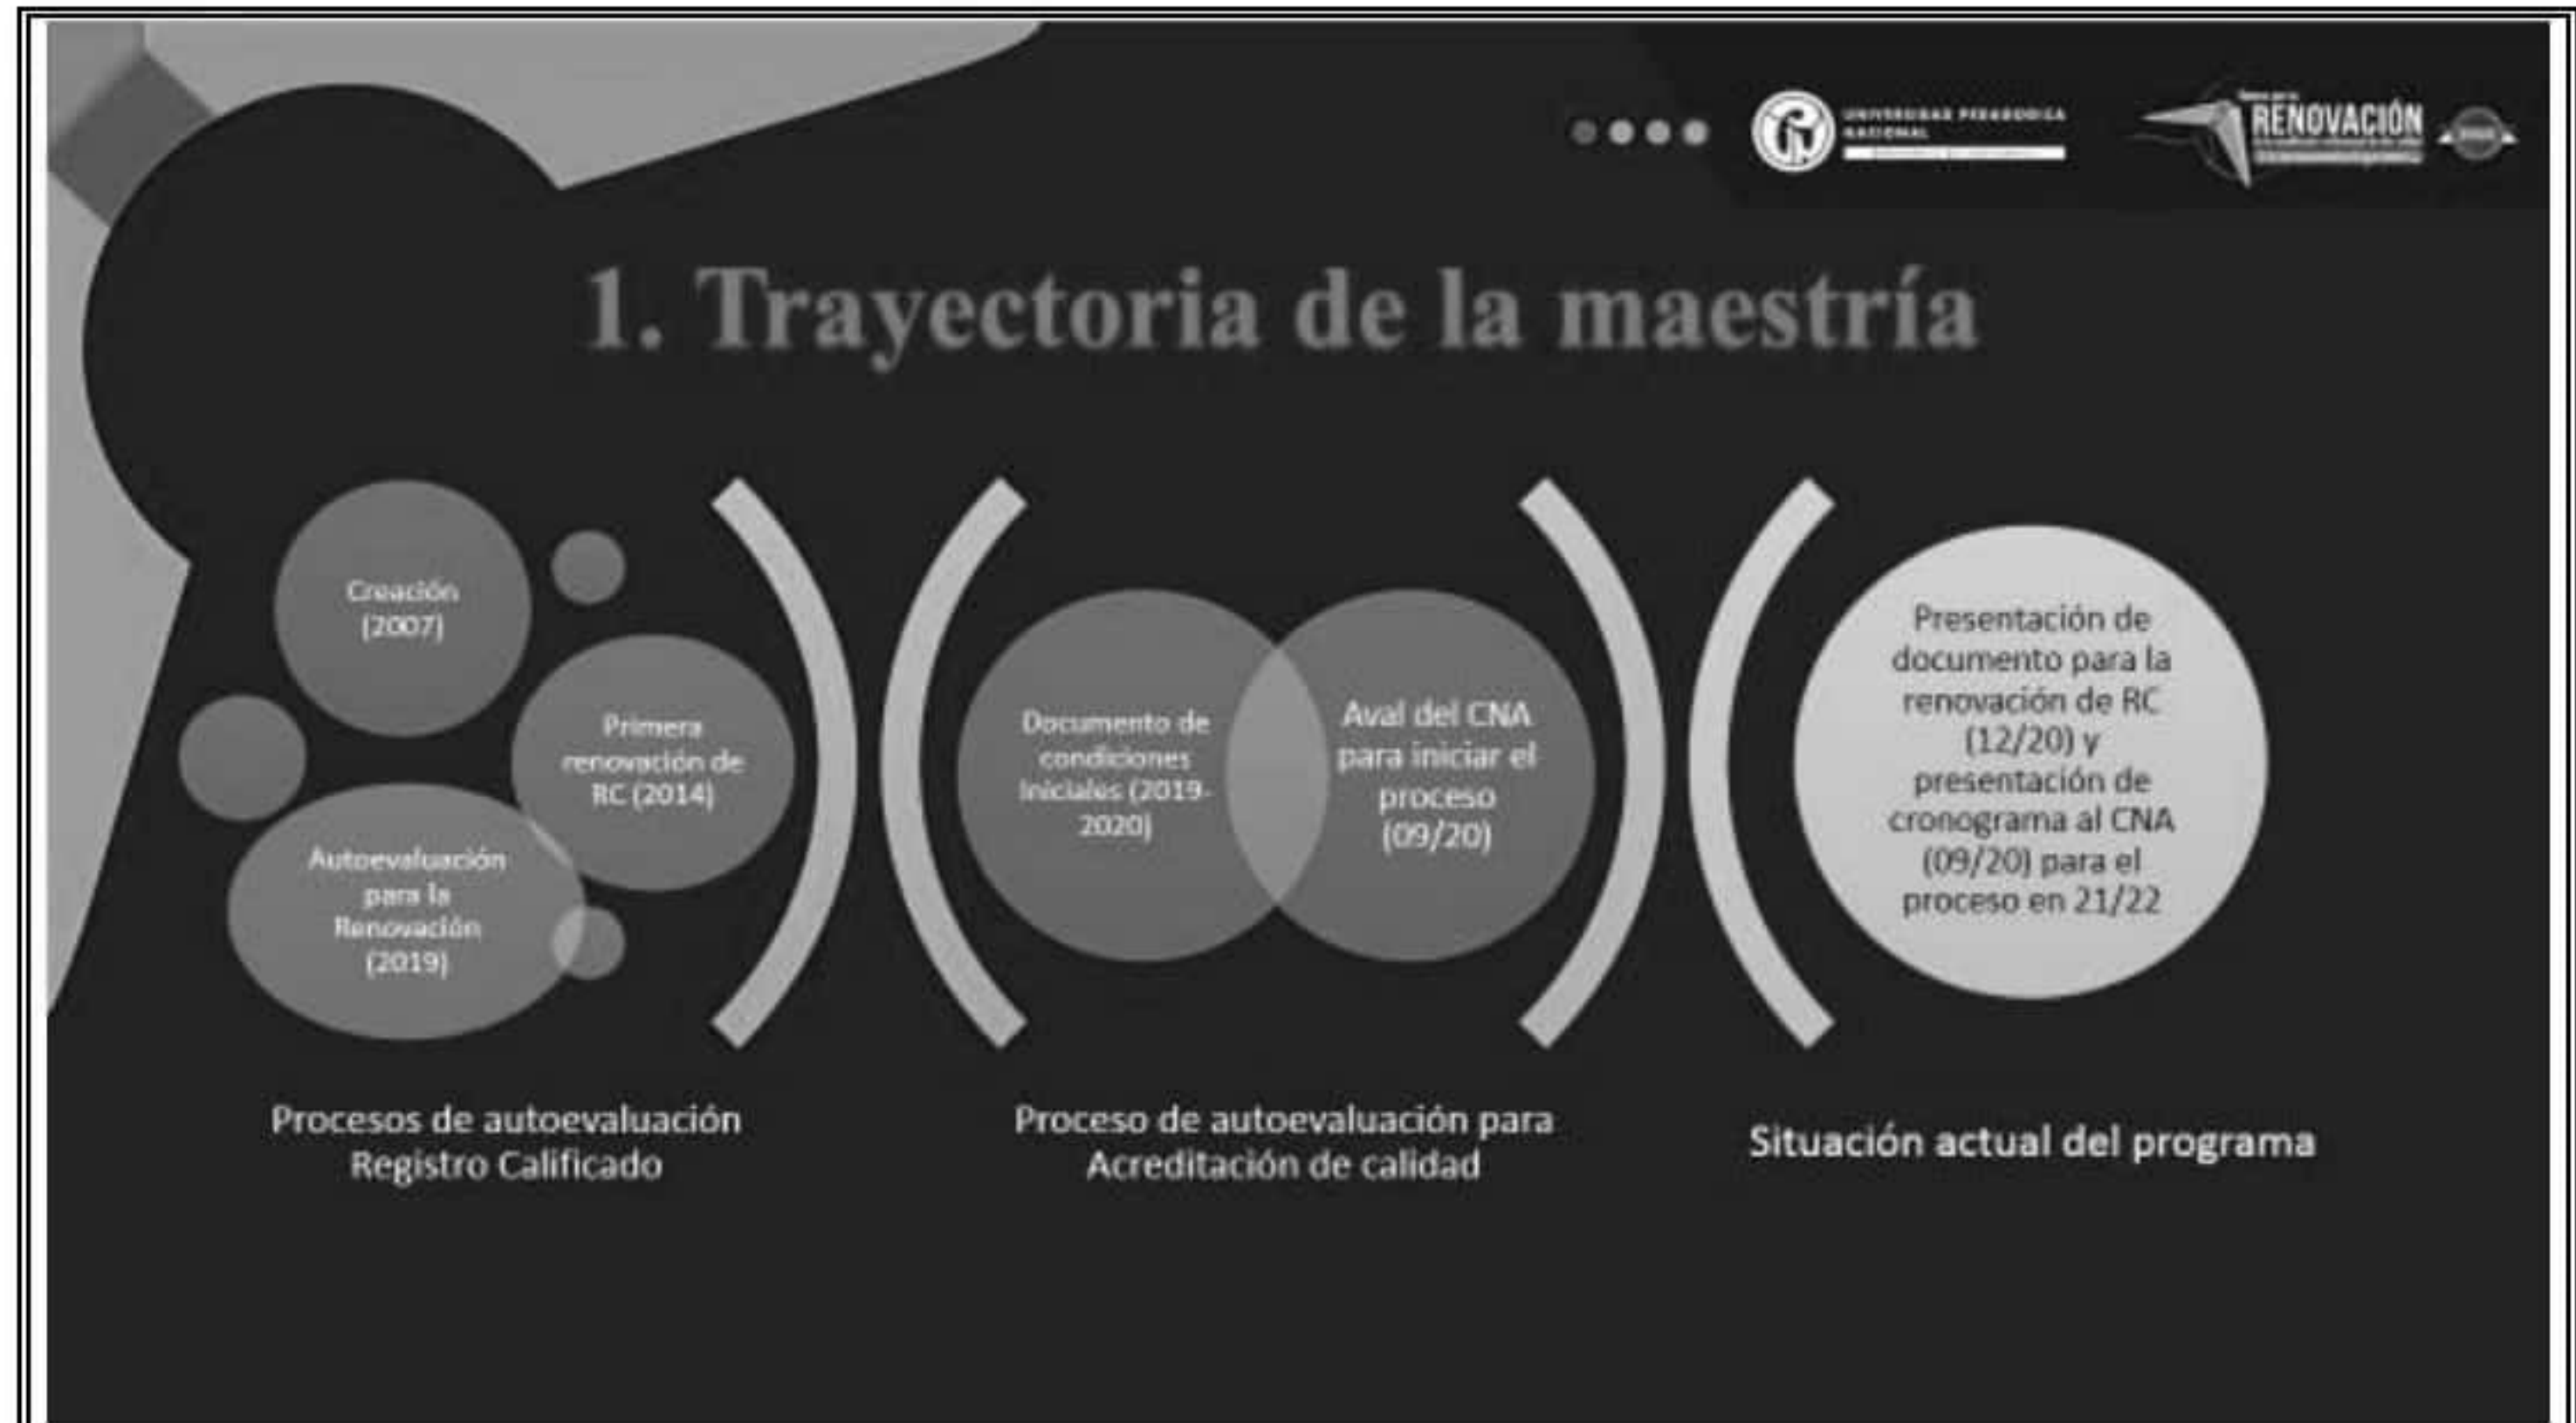 UNIVERSIDAD PEDAGOGICA
NACIONAL
RENOVACIÓN
1. Trayectoria de la maestría
Creación
(2007)
Primera
renovación de
RC (2014)
Autoevaluación
para la
Renovación
(2019)
Procesos de autoevaluación
Registro Calificado
Documento de
condiciones
Iniciales (2019-
2020)
Aval del CNA
para iniciar el
proceso
(09/20)
Proceso de autoevaluación para
Acreditación de calidad
Presentación de
documento para la
renovación de RC
(12/20) y
presentación de
cronograma al CNA
(09/20) para el
proceso en 21/22
Situación actual del programa